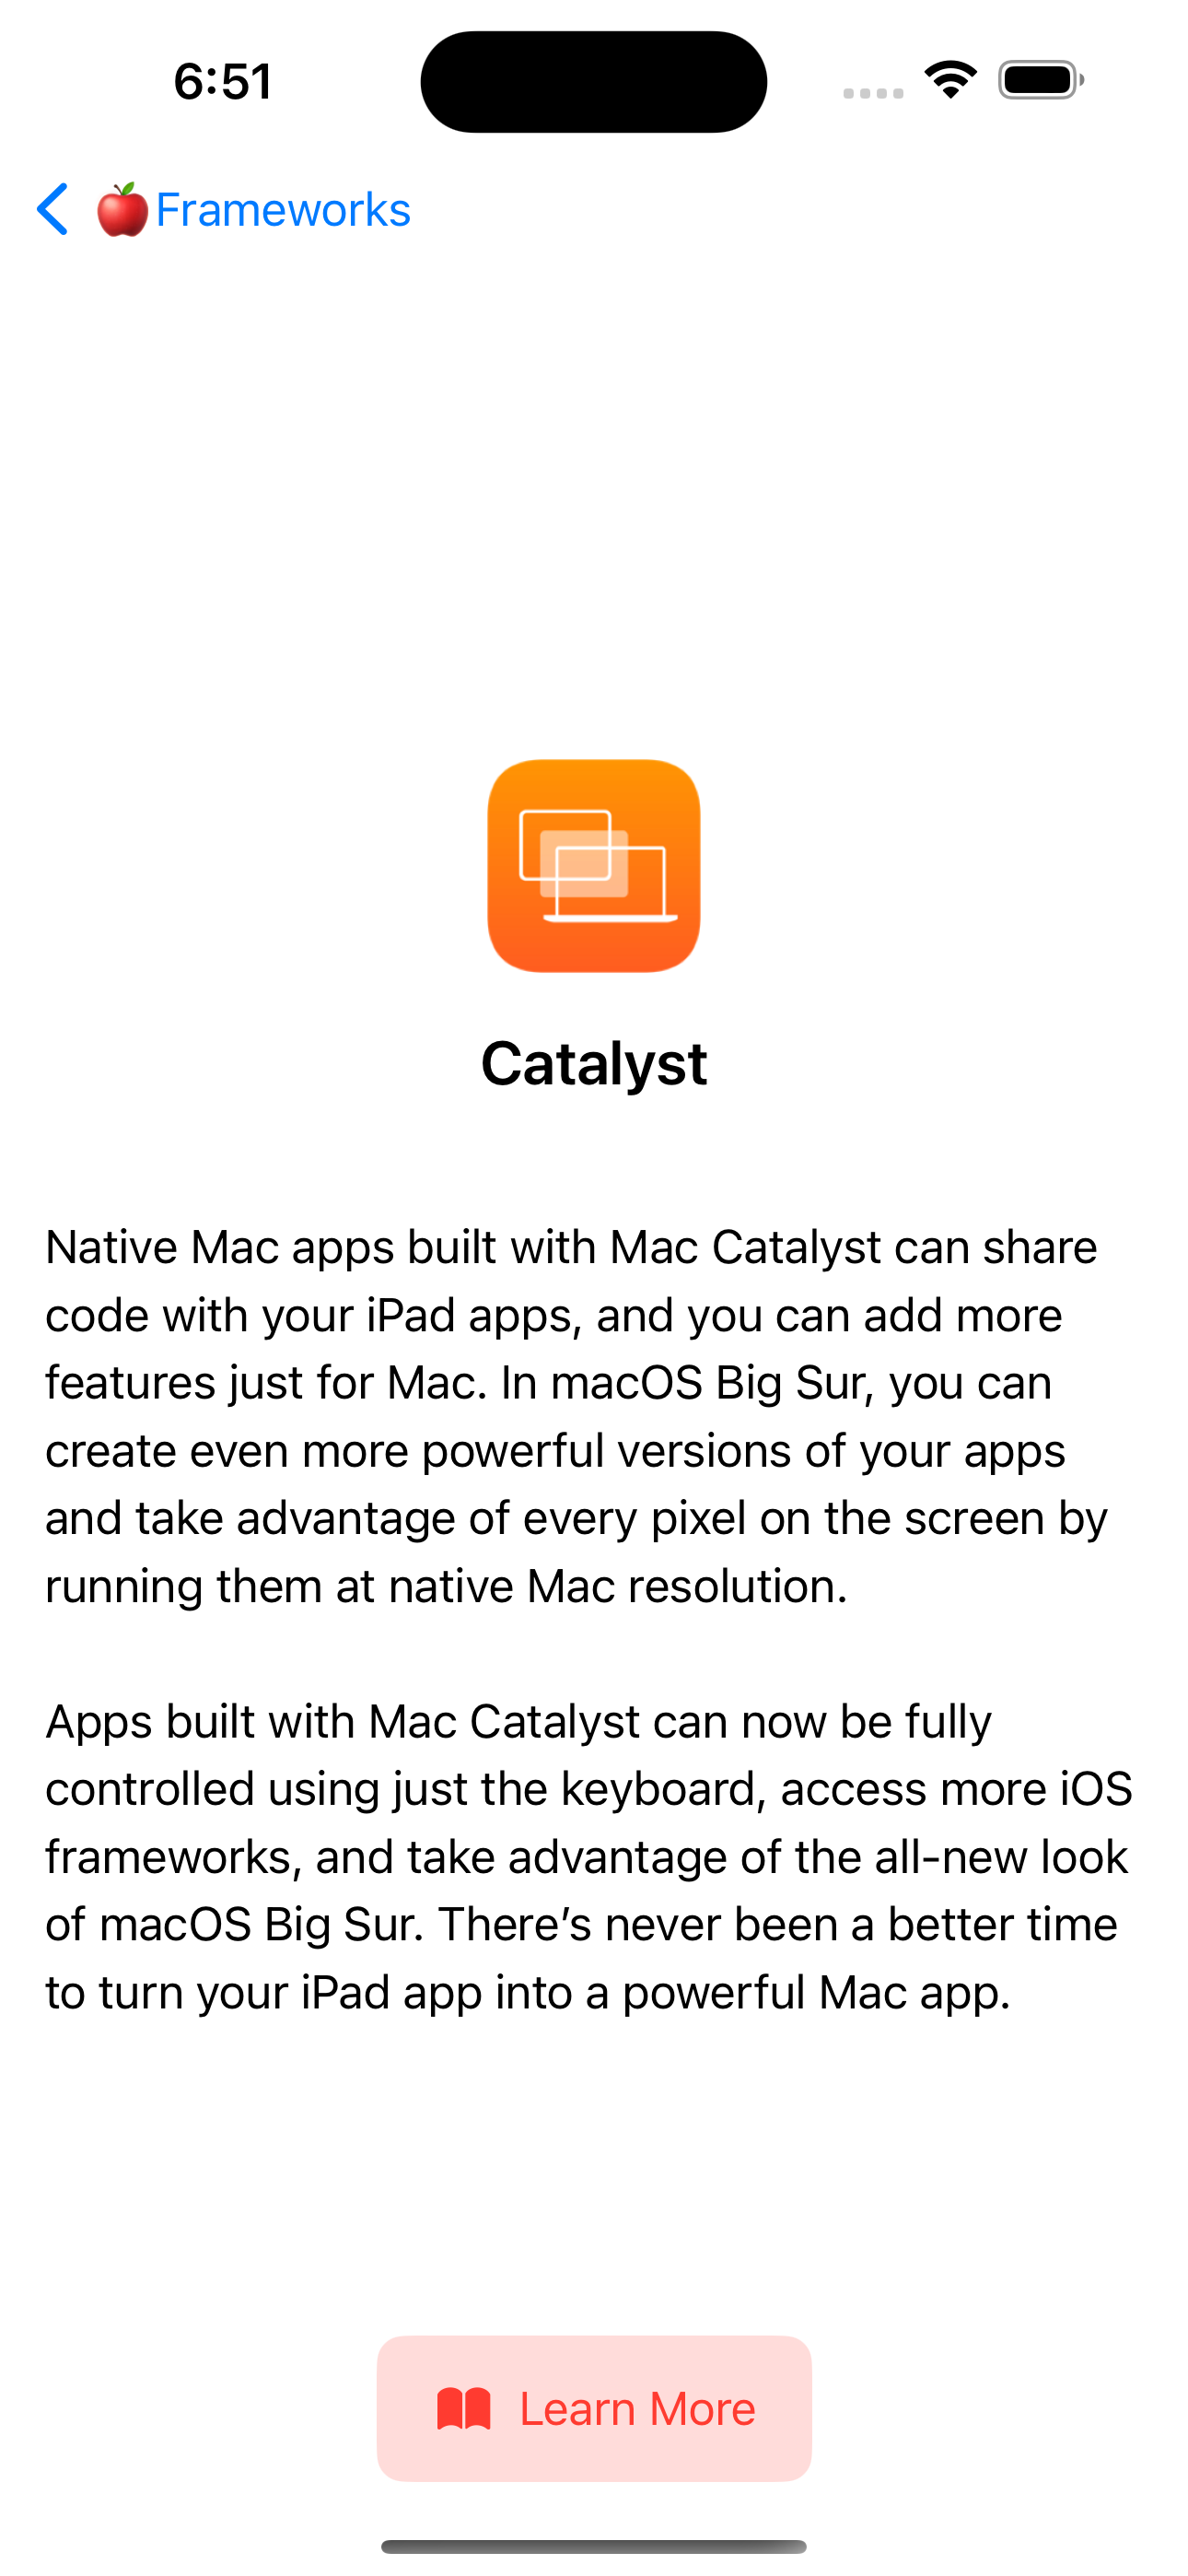 6:51
🍎Frameworks
Catalyst
Native Mac apps built with Mac Catalyst can share
code with your iPad apps, and you can add more
features just for Mac. In macOS Big Sur, you can
create even more powerful versions of your apps
and take advantage of every pixel on the screen by
running them at native Mac resolution.
Apps built with Mac Catalyst can now be fully
controlled using just the keyboard, access more iOS
frameworks, and take advantage of the all-new look
of macOS Big Sur. There’s never been a better time
to turn your iPad app into a powerful Mac app.
Learn More